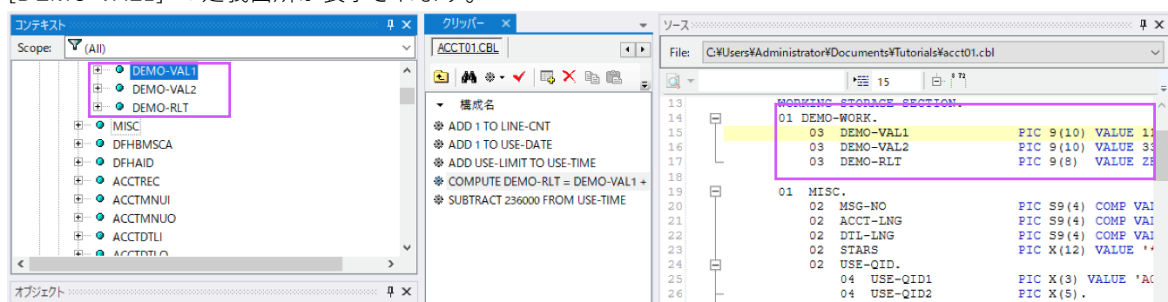 コンテキスト
Scope: (All)
DEMO-VAL1
DEMO-VAL2
DEMO-RLT
MISC
DFHBMSCA
DFHAID
ACCTREC
ACCTMNUI
ACCTMNUO
ACCTDTLI
ACCTDTLO
オブジェクト
クリッパー
ACCT01.CBL
構成名
ADD 1 TO LINE-CNT
ADD 1 TO USE-DATE
ADD USE-LIMIT TO USE-TIME
COMPUTE DEMO-RLT = DEMO-VAL1 +
SUBTRACT 236000 FROM USE-TIME
ソース
File: C:¥Users¥Administrator¥Documents¥Tutorials¥acct01.cbl
15
13 WORKING-STORAGE SECTION.
14 01 DEMO-WORK.
15 03 DEMO-VAL1 PIC 9(10) VALUE 11
16 03 DEMO-VAL2 PIC 9(10) VALUE 33
17 03 DEMO-RLT PIC 9(8) VALUE ZE
18
19 01 MISC.
20 02 MSG-NO PIC S9(4) COMP VAL
21 02 ACCT-LNG PIC S9(4) COMP VAL
22 02 DTL-LNG PIC S9(4) COMP VAL
23 02 STARS PIC X(12) VALUE '*
24 02 USE-QID.
25 04 USE-QID1 PIC X(3) VALUE 'AC
26 04 USE-QID2 PIC X(5).